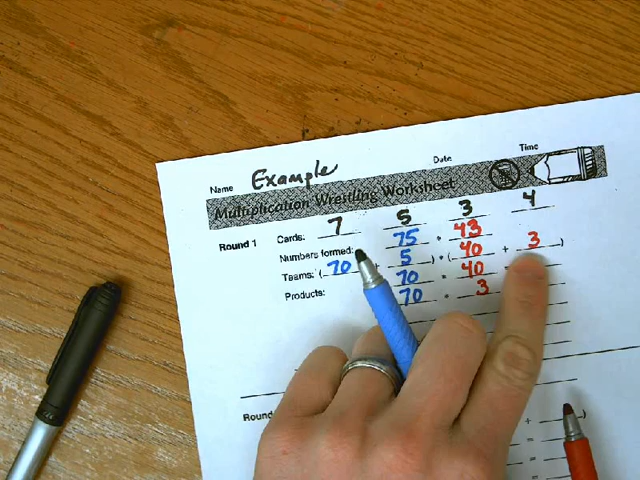 Name Example Date Time
Multiplication Wrestling Worksheet
Round 1 Cards: 7 5 3 4
Numbers formed: 75 * 43
Teams: (70 5) * (40 + 3)
Products: 70 * 40
70 * 3
Round
+ )
=
=